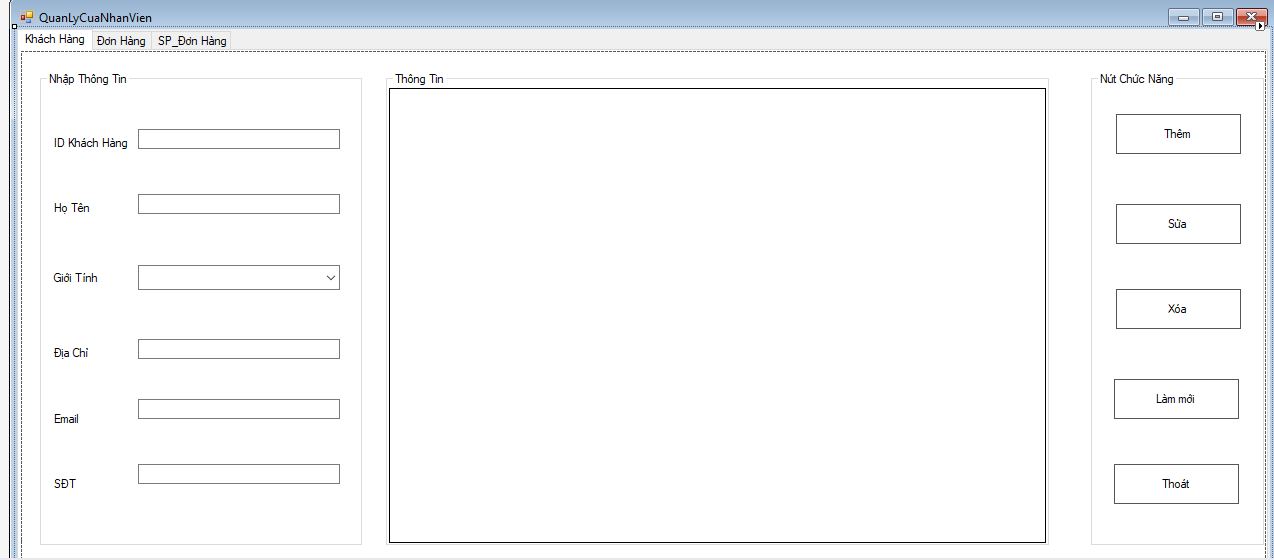 QuanLyCuaNhanVien
Khách Hàng Đơn Hàng SP_Đơn Hàng
Nhập Thông Tin
ID Khách Hàng
Họ Tên
Giới Tính
Địa Chỉ
Email
SĐT
Thông Tin
Nút Chức Năng
Thêm
Sửa
Xóa
Làm mới
Thoát